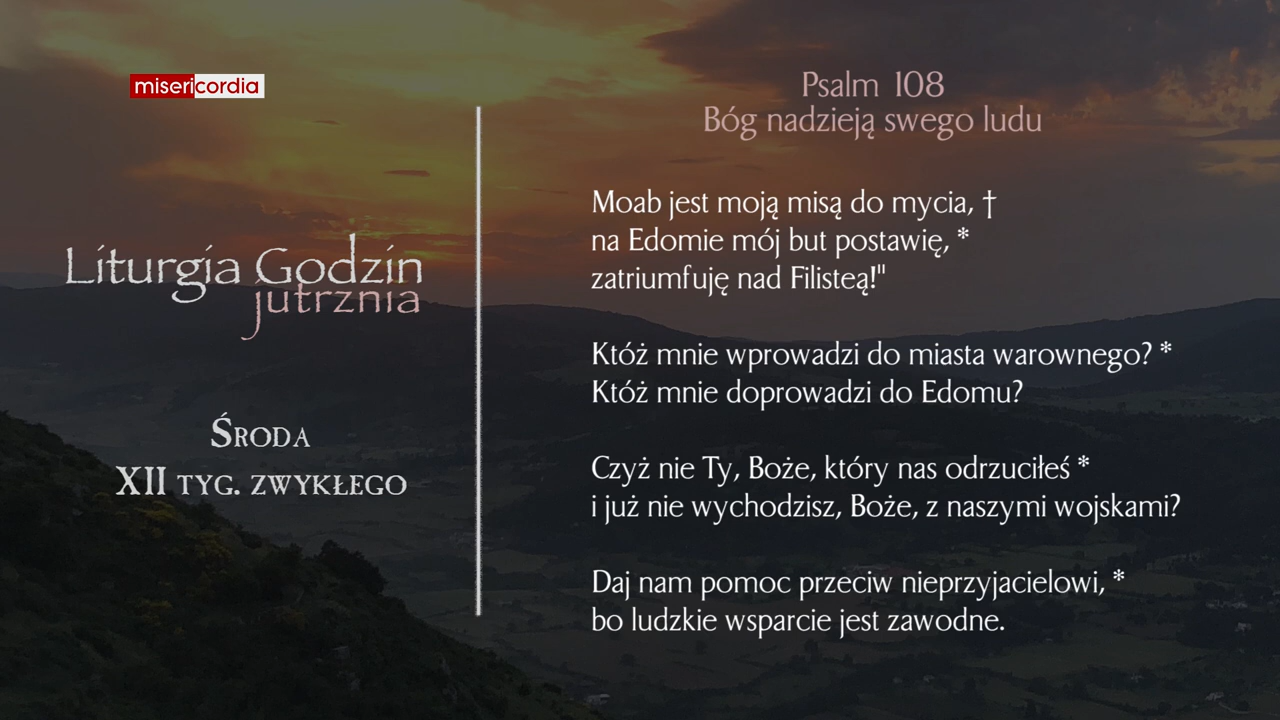 misericordia
Liturgia Godzin
jutrznia
Środa
XII tyg. zwykłego
Psalm 108
Bóg nadzieją swego ludu
Moab jest moją misą do mycia, †
na Edomie mój but postawię, *
zatriumfuję nad Filisteą!"
Któż mnie wprowadzi do miasta warownego? *
Któż mnie doprowadzi do Edomu?
Czyż nie Ty, Boże, który nas odrzuciłeś *
i już nie wychodzisz, Boże, z naszymi wojskami?
Daj nam pomoc przeciw nieprzyjacielowi, *
bo ludzkie wsparcie jest zawodne.